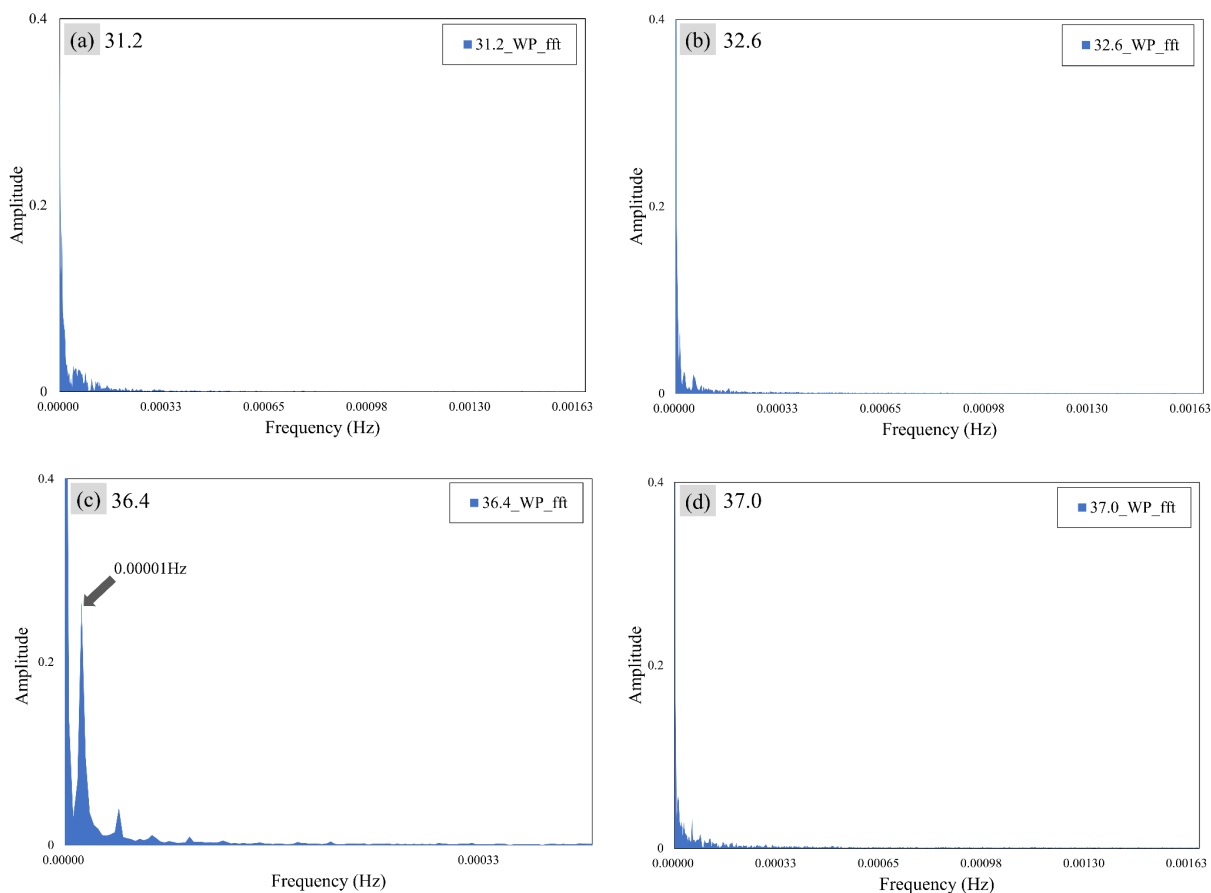 (a) 31.2
31.2_WP_fft
0.4
0.2
0
Amplitude
0.00000 0.00033 0.00065 0.00098 0.00130 0.00163
Frequency (Hz)
(b) 32.6
32.6_WP_fft
0.4
0.2
0
Amplitude
0.00000 0.00033 0.00065 0.00098 0.00130 0.00163
Frequency (Hz)
(c) 36.4
36.4_WP_fft
0.00001Hz
0.4
0.2
0
Amplitude
0.00000 0.00033
Frequency (Hz)
(d) 37.0
37.0_WP_fft
0.4
0.2
0
Amplitude
0.00000 0.00033 0.00065 0.00098 0.00130 0.00163
Frequency (Hz)